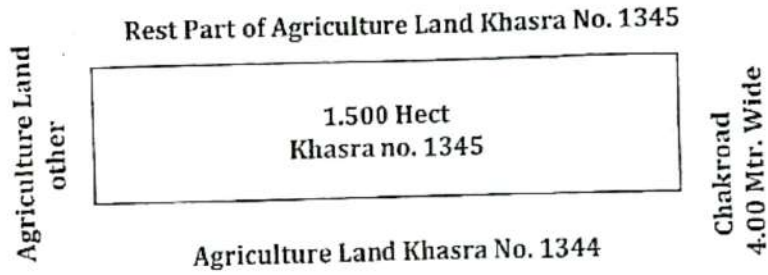 Rest Part of Agriculture Land Khasra No. 1345
Agriculture Land
other
1.500 Hect
Khasra no. 1345
Chakroad
4.00 Mtr. Wide
Agriculture Land Khasra No. 1344